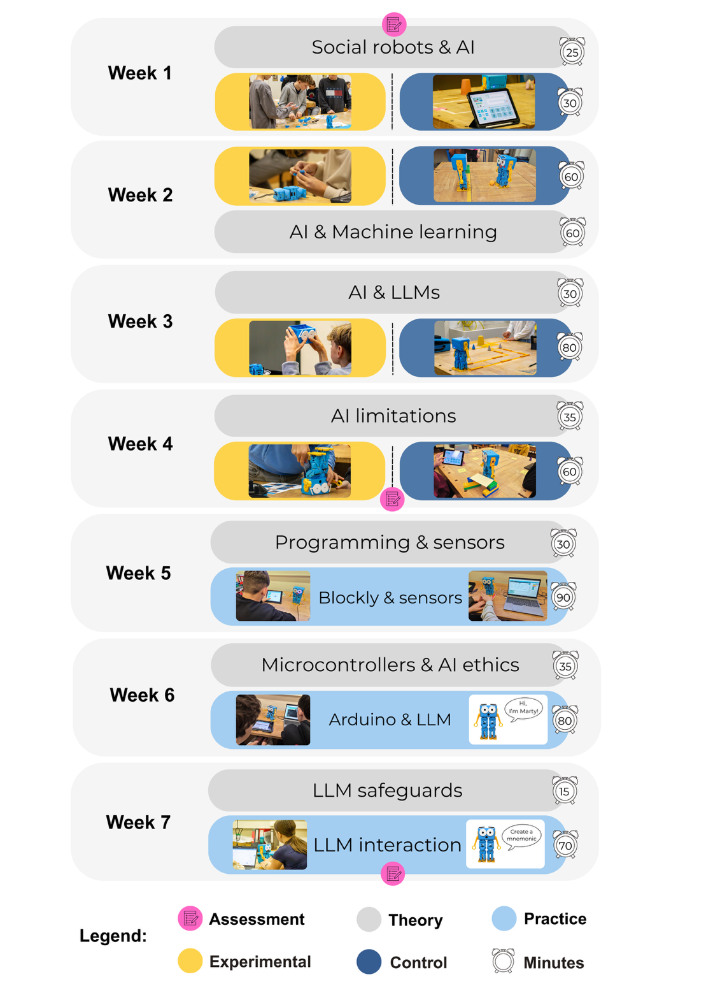 Social robots & AI
25
Week 1
30
Week 2
60
AI & Machine learning
60
AI & LLMs
30
Week 3
80
AI limitations
35
Week 4
60
Programming & sensors
30
Week 5
Blockly & sensors
90
Microcontrollers & AI ethics
35
Week 6
Arduino & LLM
Hi,
I'm Marty!
80
LLM safeguards
15
Week 7
LLM interaction
Create a
mnemonic
70
Legend:
Assessment
Theory
Practice
Experimental
Control
Minutes